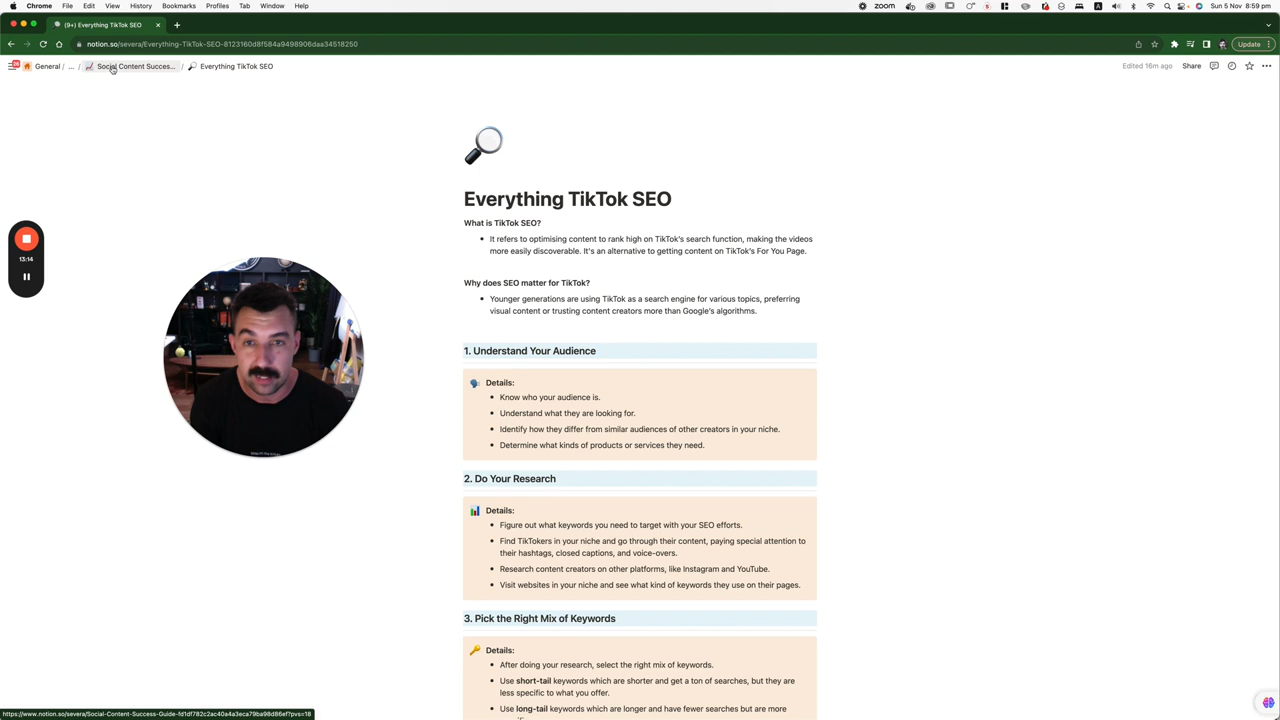 Chrome File Edit View History Bookmarks Profiles Tab Window Help zoom A Sun 5 Nov 8:59 pm
(9+) Everything TikTok SEO
notion.so/severa/Everything-TikTok-SEO-8123160d8f584a9498906daa34518250 Update
General / ... / Social Content Succes... / Everything TikTok SEO Edited 16m ago Share
Everything TikTok SEO
What is TikTok SEO?
• It refers to optimising content to rank high on TikTok's search function, making the videos
more easily discoverable. It's an alternative to getting content on TikTok's For You Page.
Why does SEO matter for TikTok?
• Younger generations are using TikTok as a search engine for various topics, preferring
visual content or trusting content creators more than Google's algorithms.
13:14
1. Understand Your Audience
Details:
• Know who your audience is.
• Understand what they are looking for.
• Identify how they differ from similar audiences of other creators in your niche.
• Determine what kinds of products or services they need.
2. Do Your Research
Details:
• Figure out what keywords you need to target with your SEO efforts.
• Find TikTokers in your niche and go through their content, paying special attention to
their hashtags, closed captions, and voice-overs.
• Research content creators on other platforms, like Instagram and YouTube.
• Visit websites in your niche and see what kind of keywords they use on their pages.
3. Pick the Right Mix of Keywords
Details:
• After doing your research, select the right mix of keywords.
• Use short-tail keywords which are shorter and get a ton of searches, but they are
less specific to what you offer.
• Use long-tail keywords which are longer and have fewer searches but are more
https://www.notion.so/severa/Social-Content-Success-Guide-fd1df782c2ac40a4a3eca79ba98d86ef?pvs=18